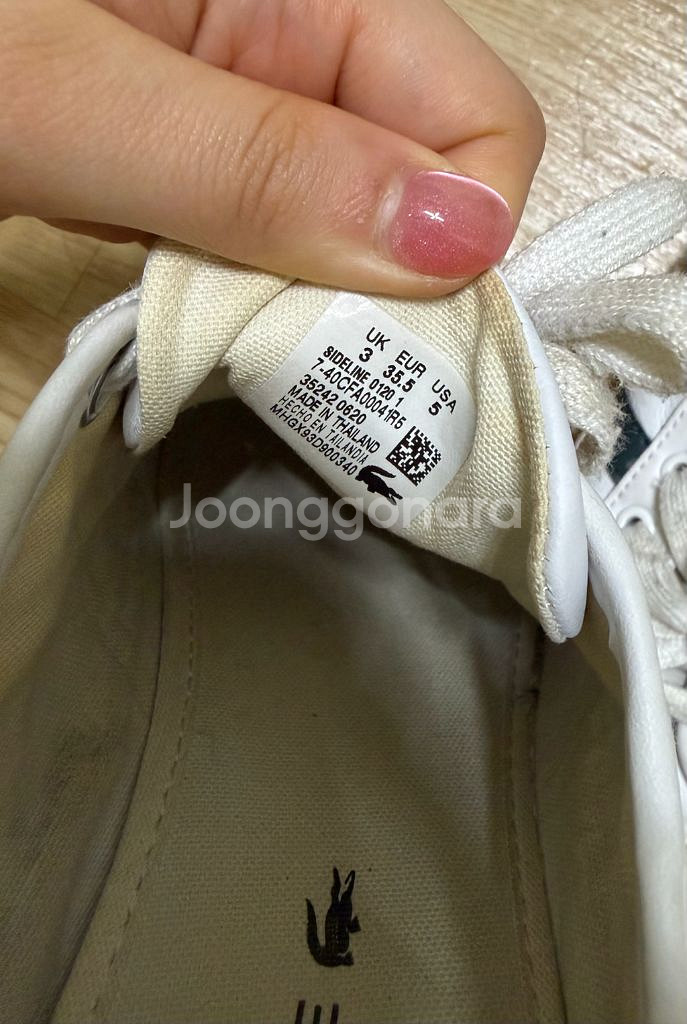 UK EUR USA
3 35.5 5
SIDELINE 0120 1
7-40CFA00041R5
35242 0620
MADE IN THAILAND
HECHO EN TAILANDIA
MHGX93D900340
Joonggonara